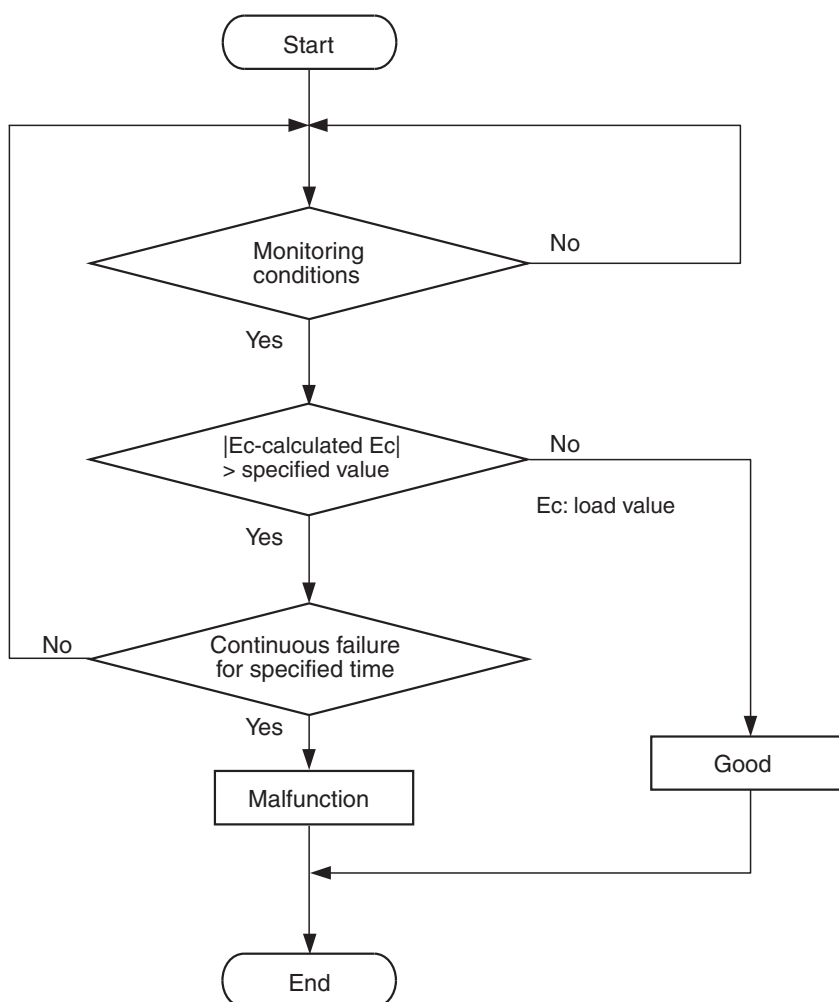 Start
Monitoring
conditions
No
Yes
|Ec-calculated Ec|
> specified value
No
Ec: load value
Yes
Continuous failure
for specified time
No
Yes
Malfunction
Good
End